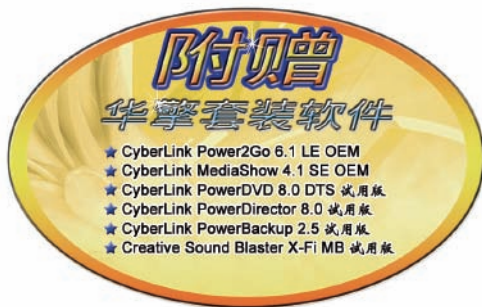 附赠
华擎套装软件
★ CyberLink Power2Go 6.1 LE OEM
★ CyberLink MediaShow 4.1 SE OEM
★ CyberLink PowerDVD 8.0 DTS 试用版
★ CyberLink PowerDirector 8.0 试用版
★ CyberLink PowerBackup 2.5 试用版
★ Creative Sound Blaster X-Fi MB 试用版